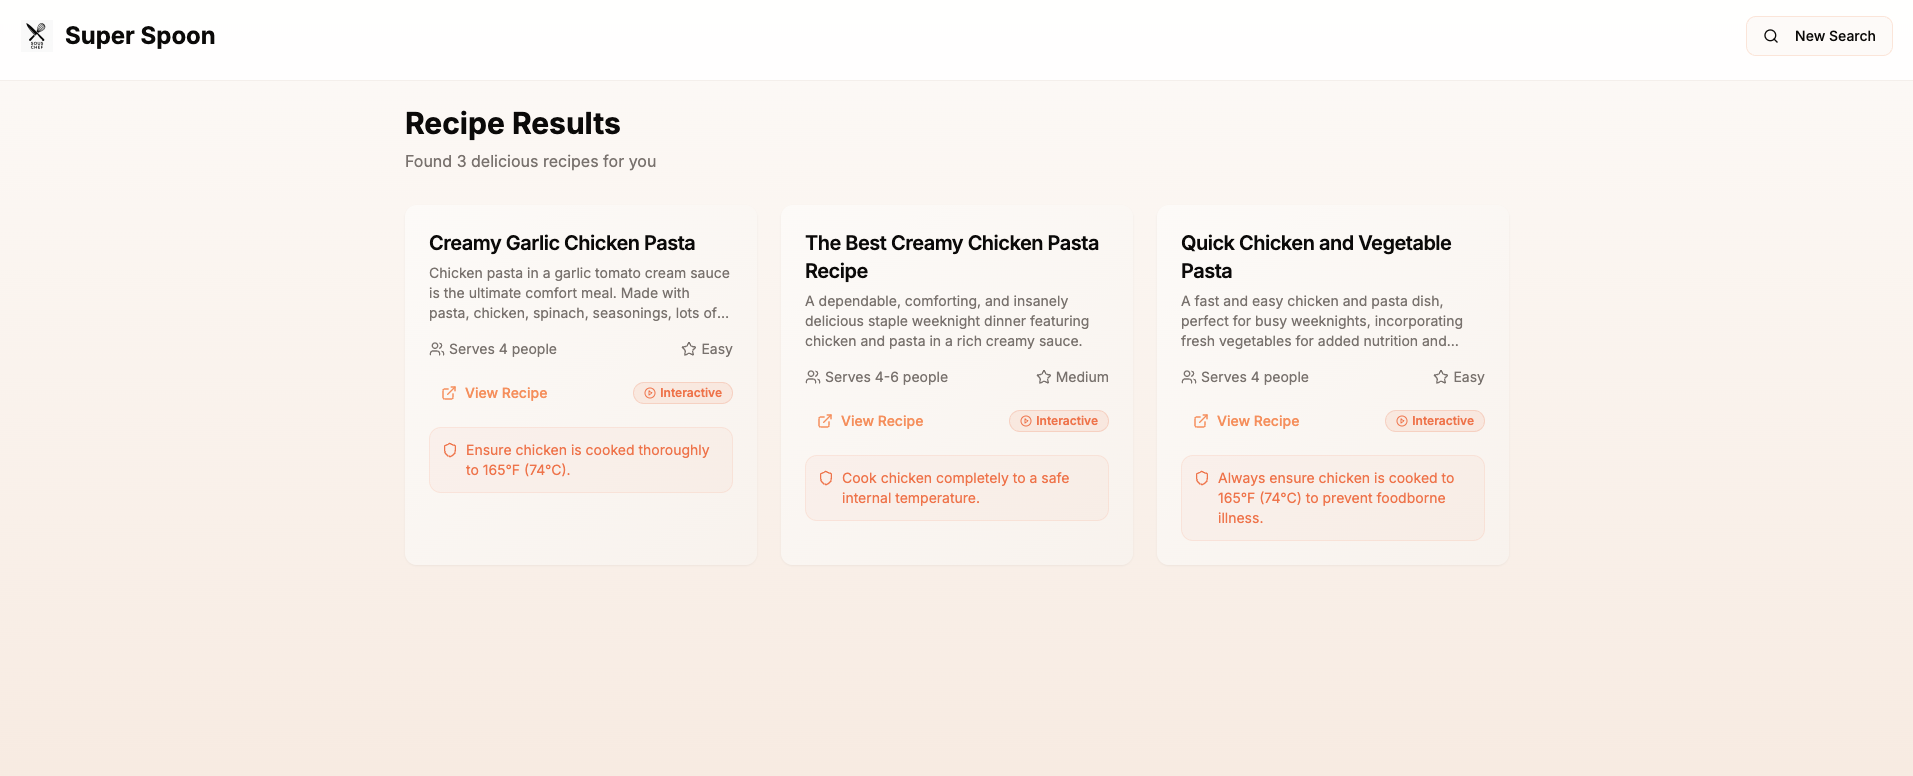 SOUS
CHEF
Super Spoon
New Search
Recipe Results
Found 3 delicious recipes for you
Creamy Garlic Chicken Pasta
Chicken pasta in a garlic tomato cream sauce
is the ultimate comfort meal. Made with
pasta, chicken, spinach, seasonings, lots of...
Serves 4 people
Easy
View Recipe
Interactive
Ensure chicken is cooked thoroughly
to 165°F (74°C).
The Best Creamy Chicken Pasta
Recipe
A dependable, comforting, and insanely
delicious staple weeknight dinner featuring
chicken and pasta in a rich creamy sauce.
Serves 4-6 people
Medium
View Recipe
Interactive
Cook chicken completely to a safe
internal temperature.
Quick Chicken and Vegetable
Pasta
A fast and easy chicken and pasta dish,
perfect for busy weeknights, incorporating
fresh vegetables for added nutrition and...
Serves 4 people
Easy
View Recipe
Interactive
Always ensure chicken is cooked to
165°F (74°C) to prevent foodborne
illness.